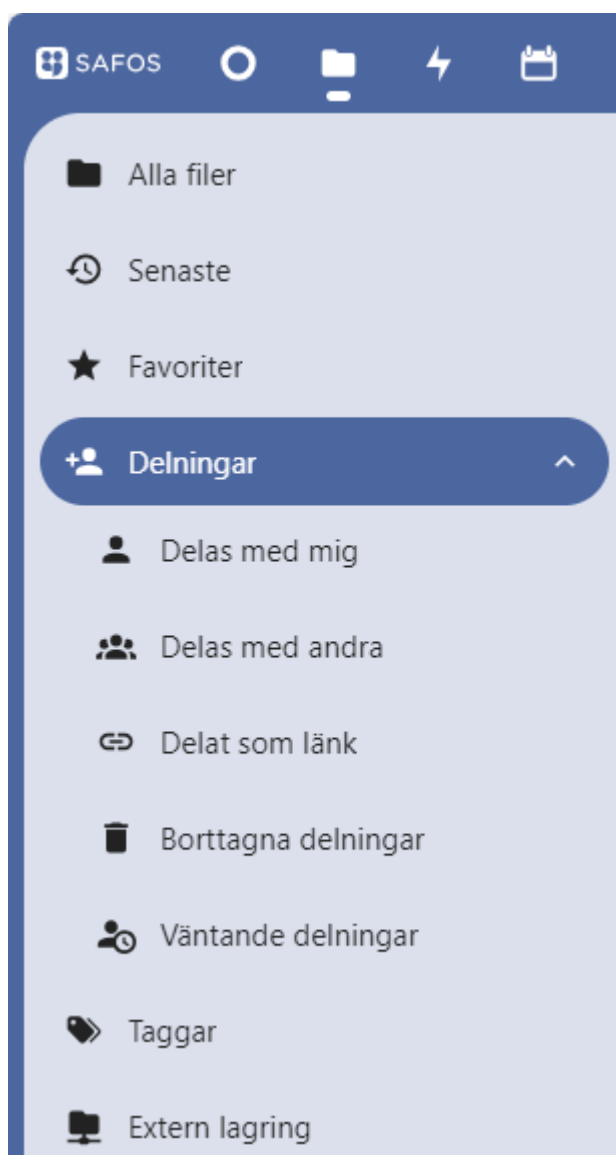 SAFOS
Alla filer
Senaste
Favoriter
Delningar
Delas med mig
Delas med andra
Delat som länk
Borttagna delningar
Väntande delningar
Taggar
Extern lagring